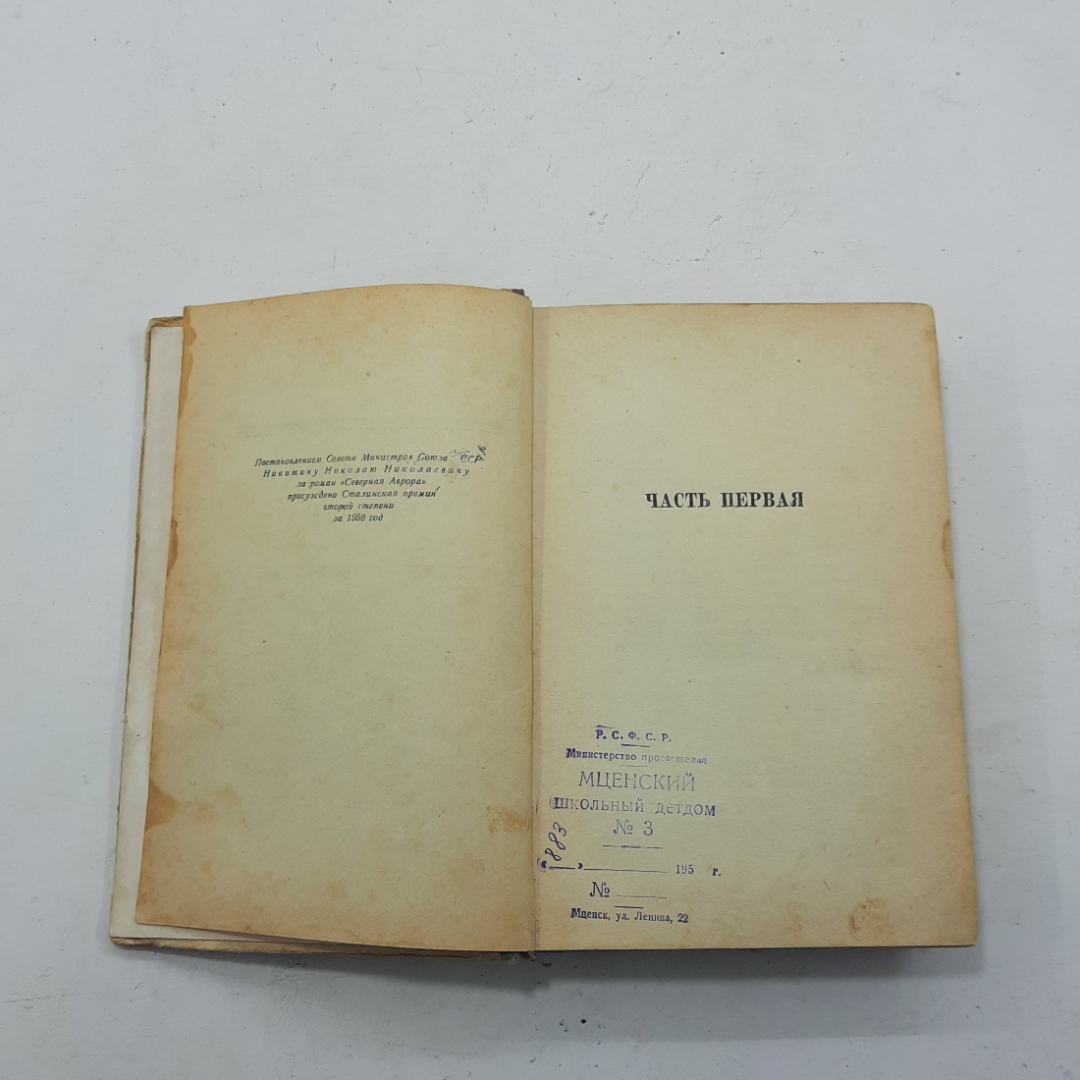 Постановлением Совета Министров Союза ССР
Никитину Николаю Николаевичу
за роман «Северная Аврора»
присуждена Сталинская премия
второй степени
за 1950 год
ЧАСТЬ ПЕРВАЯ
Р. С. Ф. С. Р.
Министерство просвещения
МЦЕНСКИЙ
ШКОЛЬНЫЙ ДЕТДОМ
№ 3
883
« » 195 г.
№
Мценск, ул. Ленина, 22